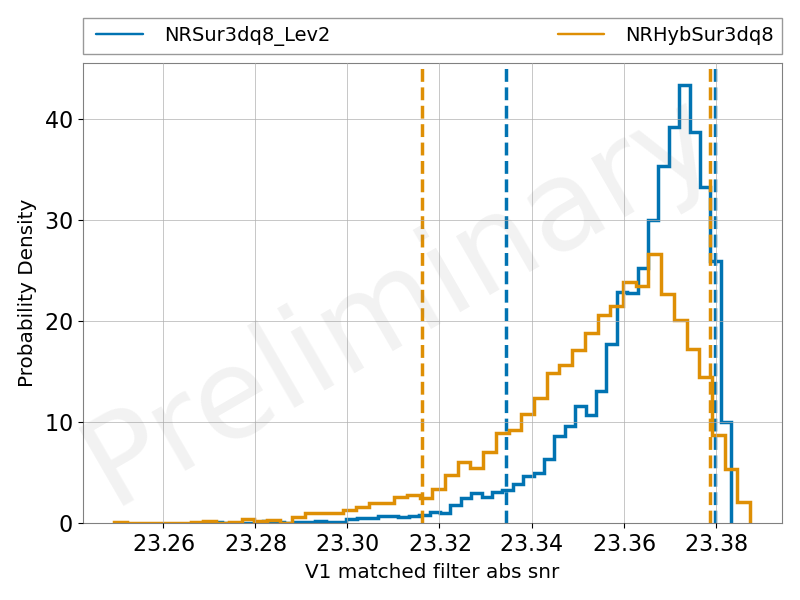 NRSur3dq8_Lev2 NRHybSur3dq8
Preliminary
Probability Density
40
30
20
10
0
23.26 23.28 23.30 23.32 23.34 23.36 23.38
V1 matched filter abs snr